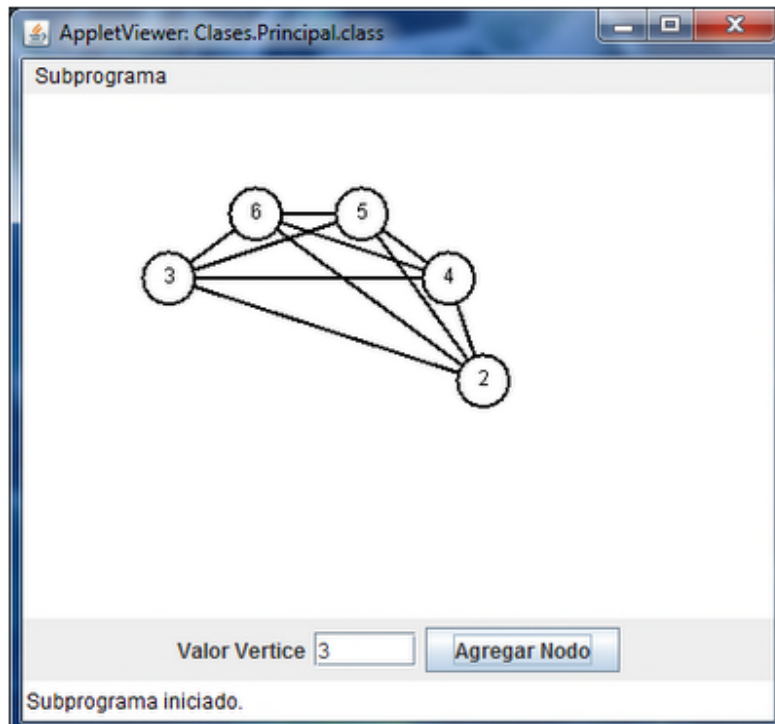 AppletViewer: Clases.Principal.class
Subprograma
6 5
3 4
2
Valor Vertice 3 Agregar Nodo
Subprograma iniciado.